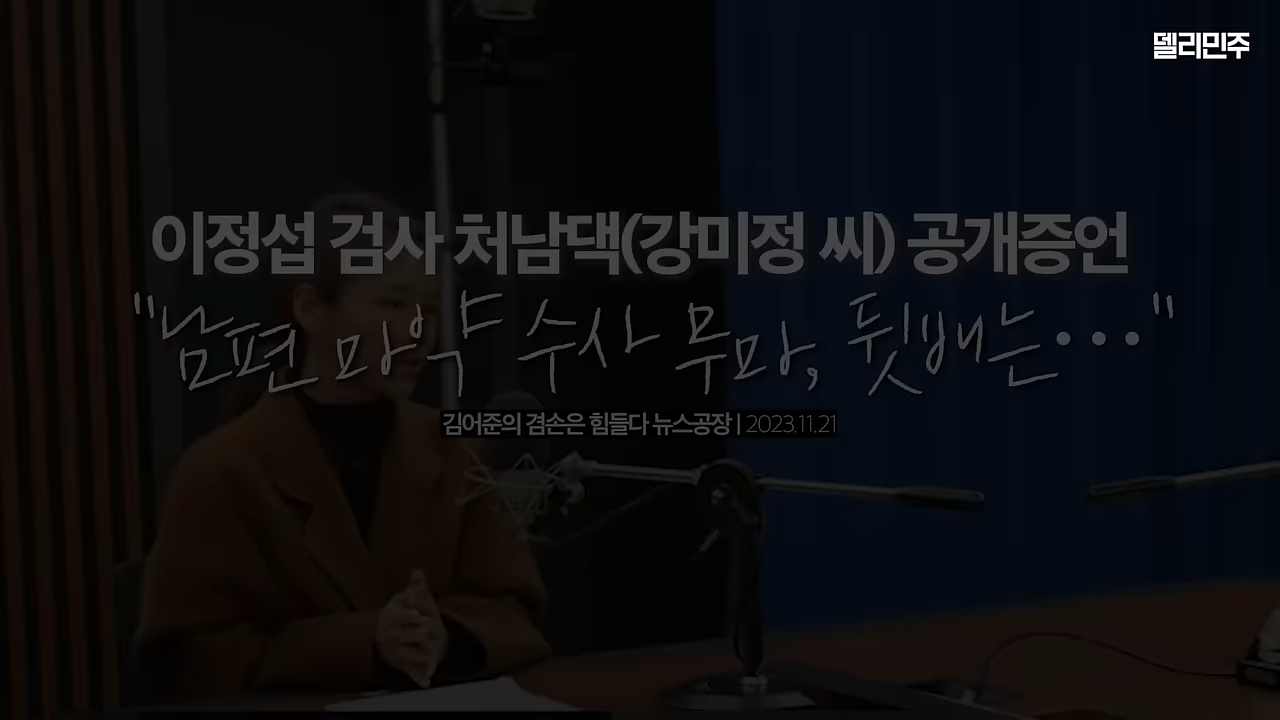 델리민주
이정섭 검사 처남댁(강미정 씨) 공개증언
"남편 마약 수사 무마, 뒷배는···"
김어준의 겸손은 힘들다 뉴스공장 | 2023.11.21